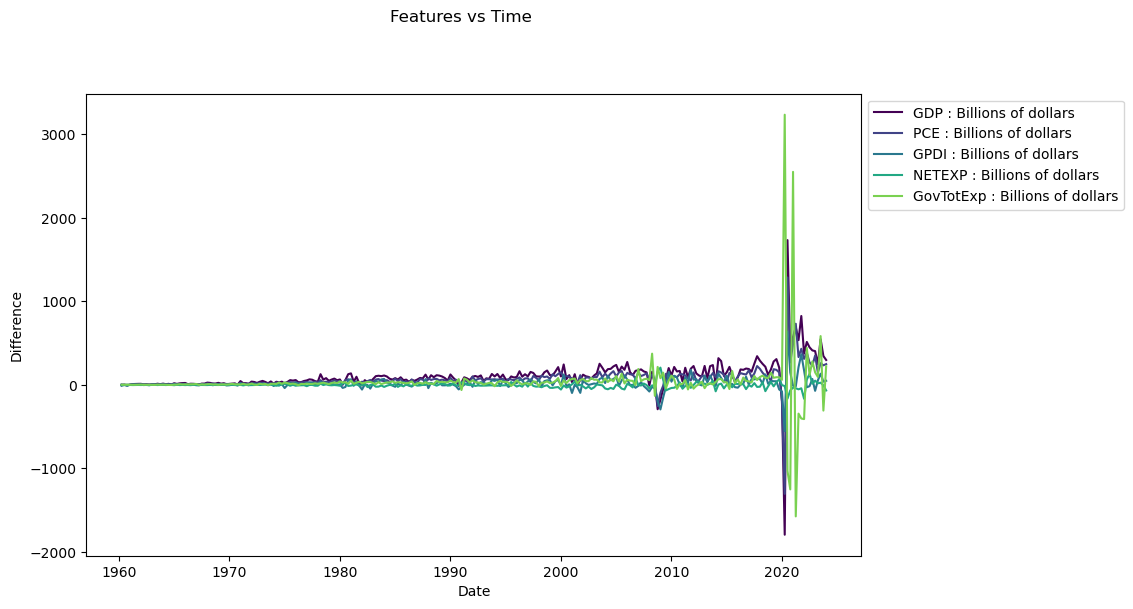 Features vs Time
GDP : Billions of dollars
PCE : Billions of dollars
GPDI : Billions of dollars
NETEXP : Billions of dollars
GovTotExp : Billions of dollars
3000
2000
1000
0
−1000
−2000
Difference
1960 1970 1980 1990 2000 2010 2020
Date